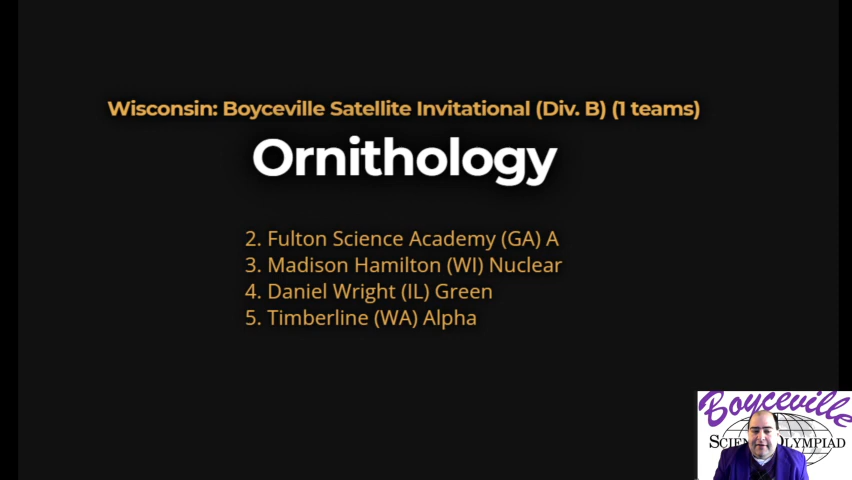 Wisconsin: Boyceville Satellite Invitational (Div. B) (1 teams)
Ornithology
2. Fulton Science Academy (GA) A
3. Madison Hamilton (WI) Nuclear
4. Daniel Wright (IL) Green
5. Timberline (WA) Alpha
Boyceville